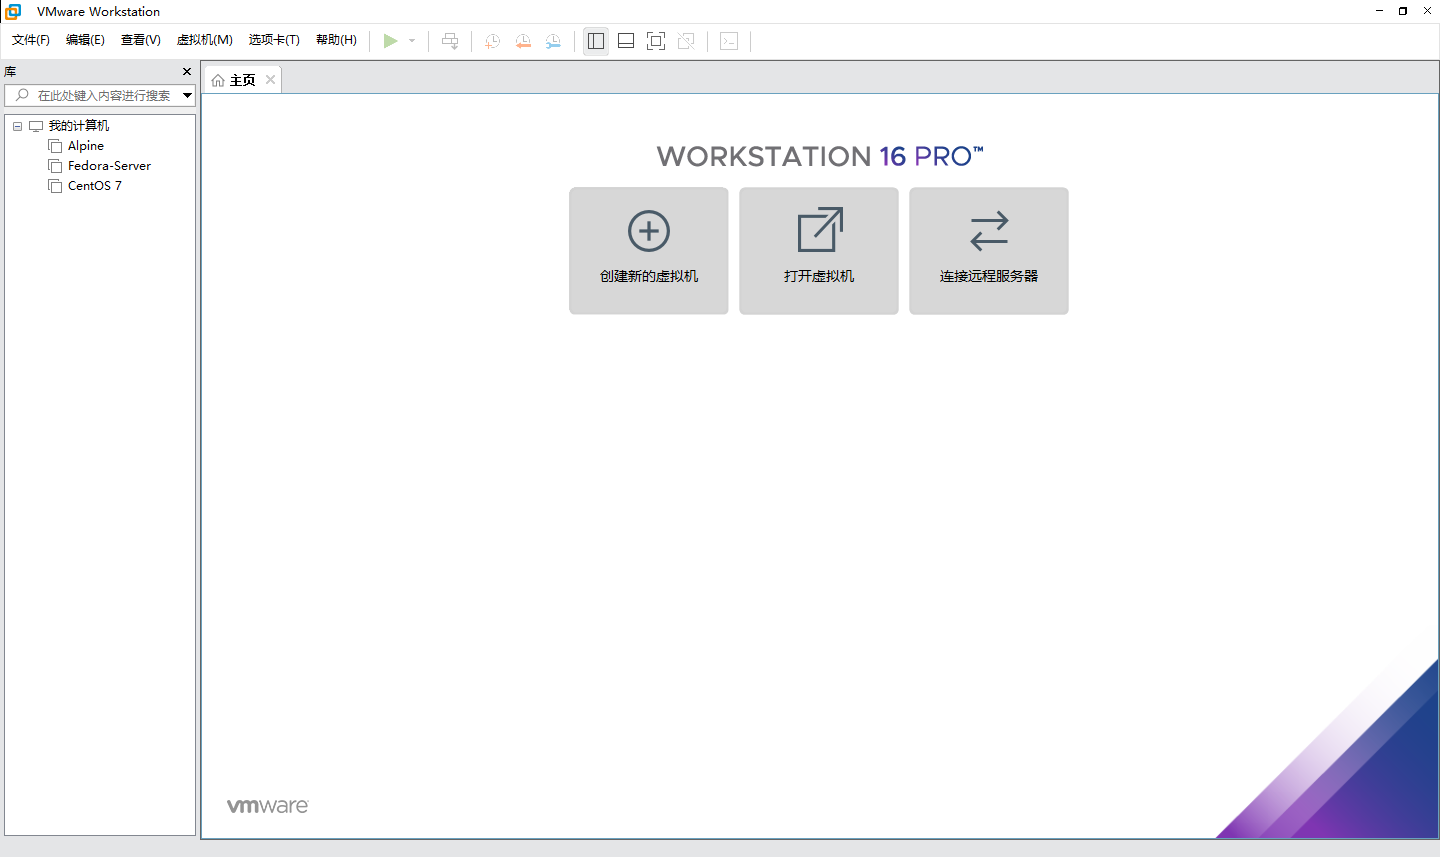 VMware Workstation
文件(F) 编辑(E) 查看(V) 虚拟机(M) 选项卡(T) 帮助(H)
库
在此处键入内容进行搜索
我的计算机
Alpine
Fedora-Server
CentOS 7
主页
WORKSTATION 16 PRO™
创建新的虚拟机
打开虚拟机
连接远程服务器
vmware